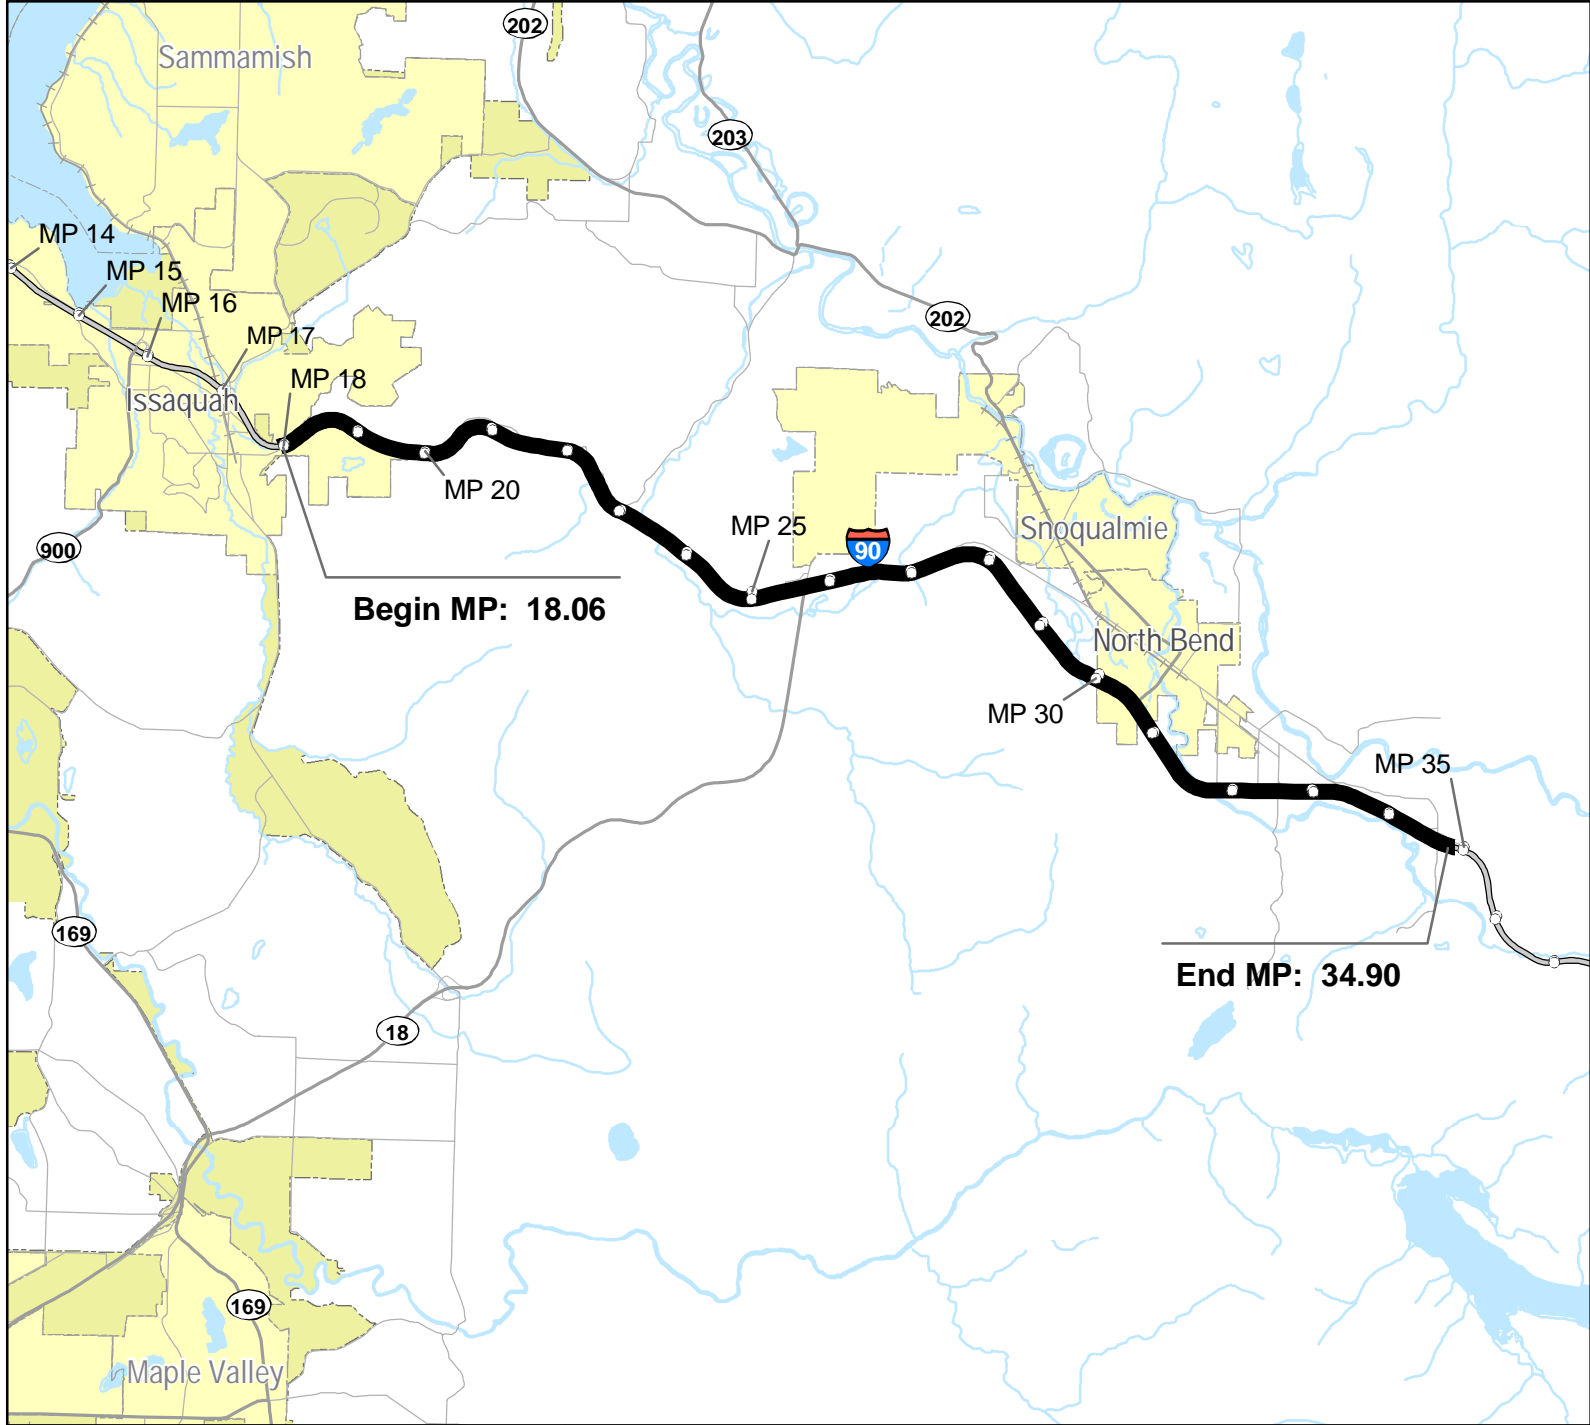 202
Sammamish
203
MP 14
MP 15
MP 16
202
MP 17
MP 18
Issaquah
MP 20
MP 25
Snoqualmie
900
90
Begin MP: 18.06
North Bend
MP 30
MP 35
169
End MP: 34.90
18
169
Maple Valley